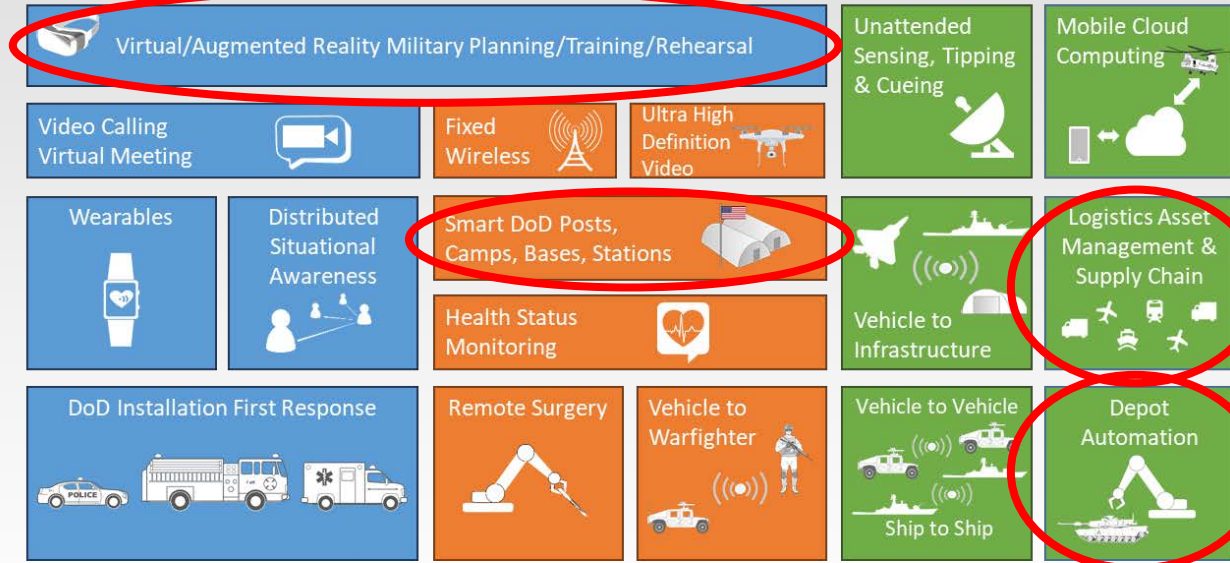 Virtual/Augmented Reality Military Planning/Training/Rehearsal
Unattended
Sensing, Tipping
& Cueing
Mobile Cloud
Computing
Video Calling
Virtual Meeting
Fixed
Wireless
Ultra High
Definition
Video
Wearables
Distributed
Situational
Awareness
Smart DoD Posts,
Camps, Bases, Stations
Health Status
Monitoring
Vehicle to
Infrastructure
Logistics Asset
Management &
Supply Chain
DoD Installation First Response
POLICE
Remote Surgery
Vehicle to
Warfighter
Vehicle to Vehicle
Ship to Ship
Depot
Automation